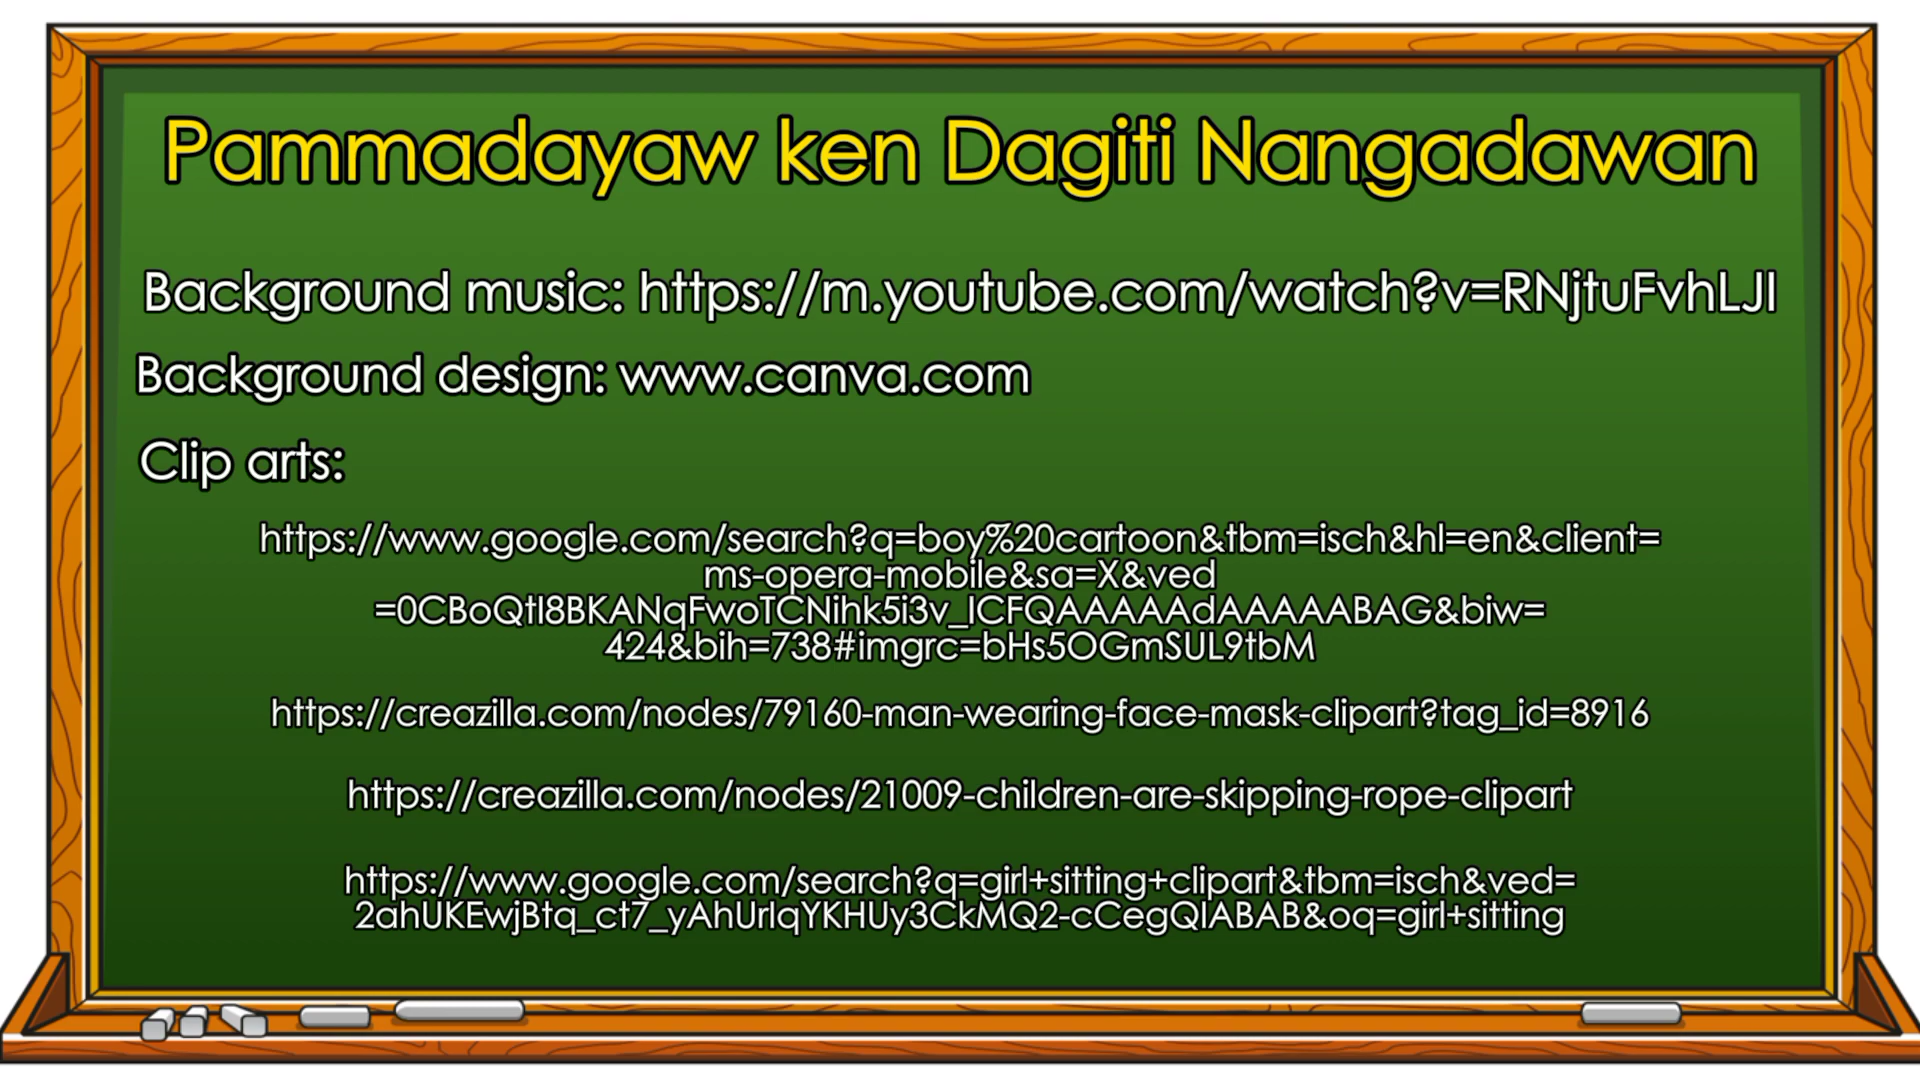 Pammadayaw ken Dagiti Nangadawan
Background music: https://m.youtube.com/watch?v=RNjtuFvhLJI
Background design: www.canva.com
Clip arts:
https://www.google.com/search?q=boy%20cartoon&tbm=isch&hl=en&client=
ms-opera-mobile&sa=X&ved
=0CBoQtI8BKANqFwoTCNihk5i3v_ICFQAAAAAdAAAAABAG&biw=
424&bih=738#imgrc=bHs5OGmSUL9tbM
https://creazilla.com/nodes/79160-man-wearing-face-mask-clipart?tag_id=8916
https://creazilla.com/nodes/21009-children-are-skipping-rope-clipart
https://www.google.com/search?q=girl+sitting+clipart&tbm=isch&ved=
2ahUKEwjBtq_ct7_yAhUrIqYKHUy3CkMQ2-cCegQIABAB&oq=girl+sitting